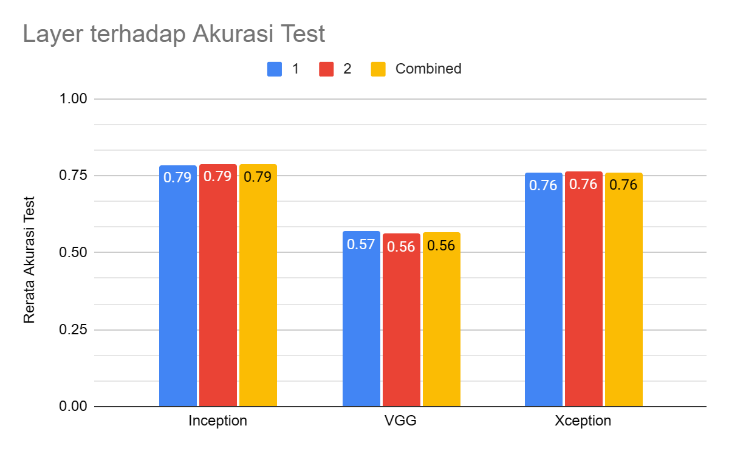 Layer terhadap Akurasi Test
1 2 Combined
Rerata Akurasi Test
1.00
0.75
0.50
0.25
0.00
0.79 0.79 0.79
0.57 0.56 0.56
0.76 0.76 0.76
Inception VGG Xception